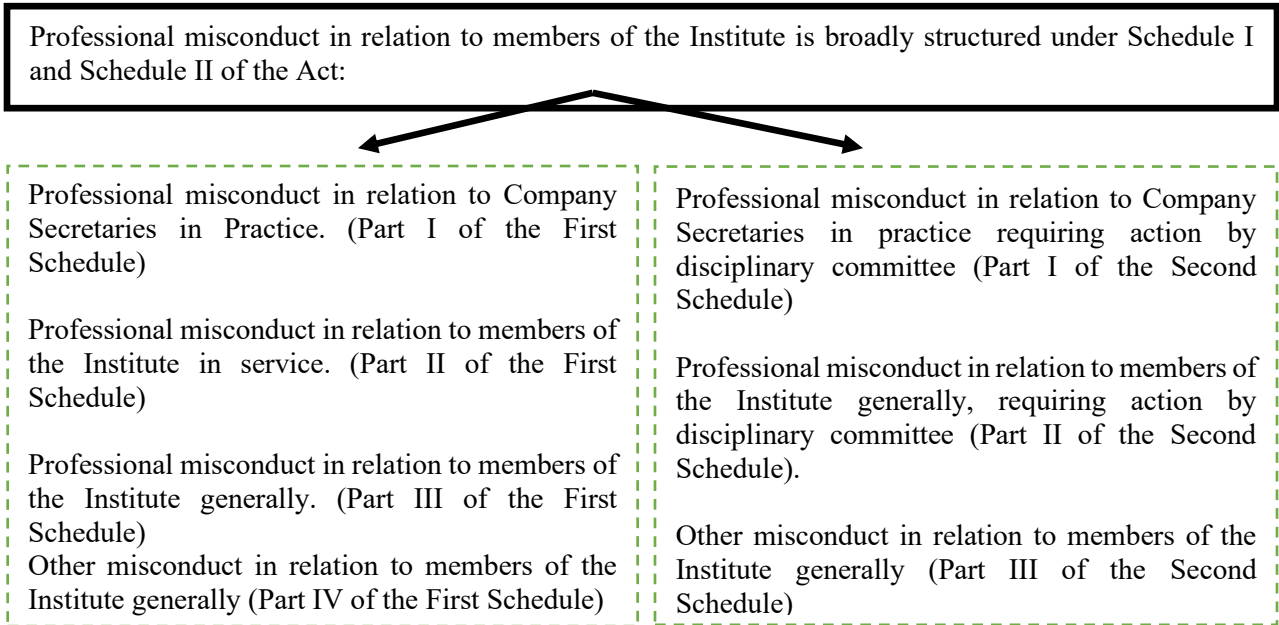 Professional misconduct in relation to members of the Institute is broadly structured under Schedule I
and Schedule II of the Act:
Professional misconduct in relation to Company
Secretaries in Practice. (Part I of the First
Schedule)
Professional misconduct in relation to members of
the Institute in service. (Part II of the First
Schedule)
Professional misconduct in relation to members of
the Institute generally. (Part III of the First
Schedule)
Other misconduct in relation to members of the
Institute generally (Part IV of the First Schedule)
Professional misconduct in relation to Company
Secretaries in practice requiring action by
disciplinary committee (Part I of the Second
Schedule)
Professional misconduct in relation to members of
the Institute generally, requiring action by
disciplinary committee (Part II of the Second
Schedule).
Other misconduct in relation to members of the
Institute generally (Part III of the Second
Schedule)